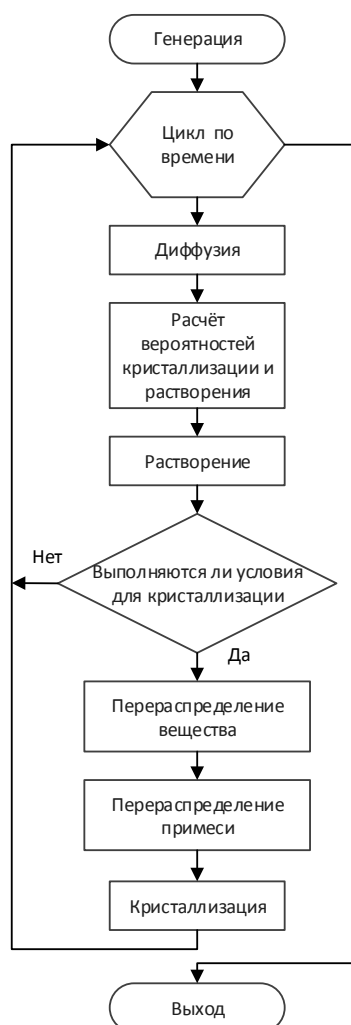 Генерация
Цикл по
времени
Диффузия
Расчёт
вероятностей
кристаллизации и
растворения
Растворение
Нет
Выполняются ли условия
для кристаллизации
Да
Перераспределение
вещества
Перераспределение
примеси
Кристаллизация
Выход